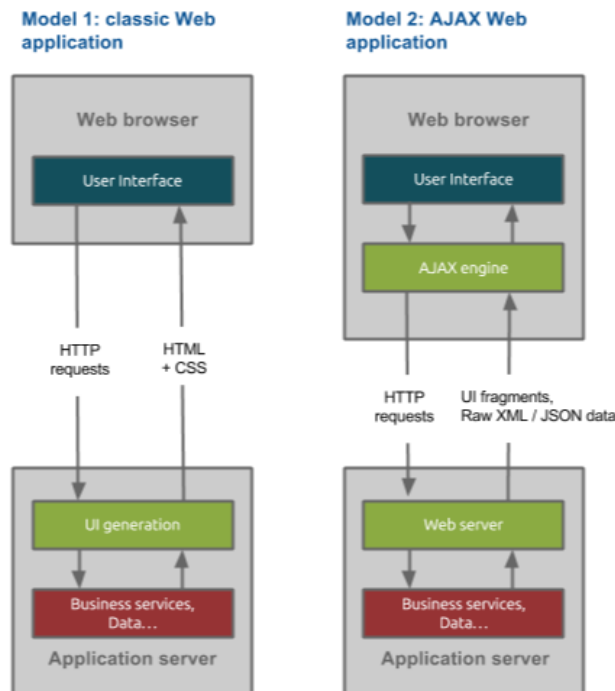 Model 1: classic Web
application
Web browser
User Interface
HTTP
requests
HTML
+ CSS
UI generation
Business services,
Data...
Application server
Model 2: AJAX Web
application
Web browser
User Interface
AJAX engine
HTTP
requests
UI fragments,
Raw XML / JSON data
Web server
Business services,
Data...
Application server